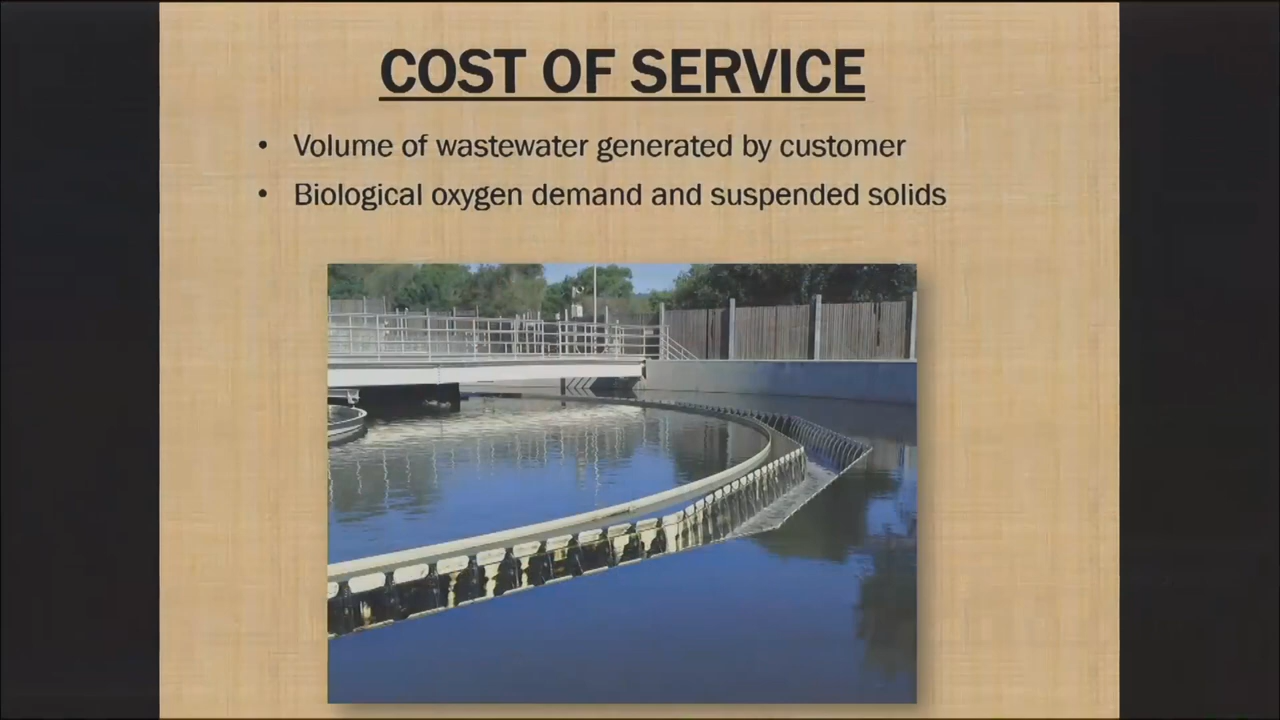 COST OF SERVICE
• Volume of wastewater generated by customer
• Biological oxygen demand and suspended solids